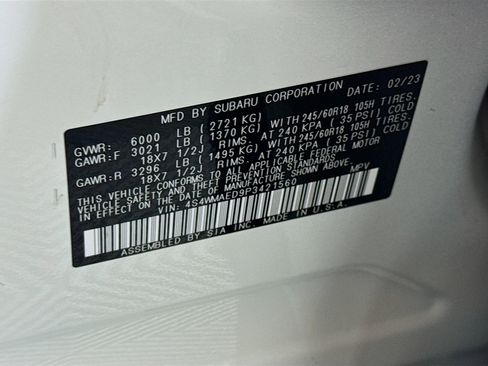 MFD BY SUBARU CORPORATION DATE: 02/23
GVWR: 6000 LB ( 2721 KG)
GAWR:F 3021 LB ( 1370 KG) WITH 245/60R18 105H TIRES.
18X7 1/2J RIMS. AT 240 KPA ( 35 PSI) COLD
GAWR:R 3296 LB ( 1495 KG) WITH 245/60R18 105H TIRES.
18X7 1/2J RIMS. AT 240 KPA ( 35 PSI) COLD
THIS VEHICLE CONFORMS TO ALL APPLICABLE FEDERAL MOTOR
VEHICLE SAFETY STANDARDS
IN EFFECT ON THE DATE OF MANUFACTURE SHOWN ABOVE.
VIN: 4S4WMAED9P3421560 MPV
ASSEMBLED BY SIA INC. MADE IN U.S.A.